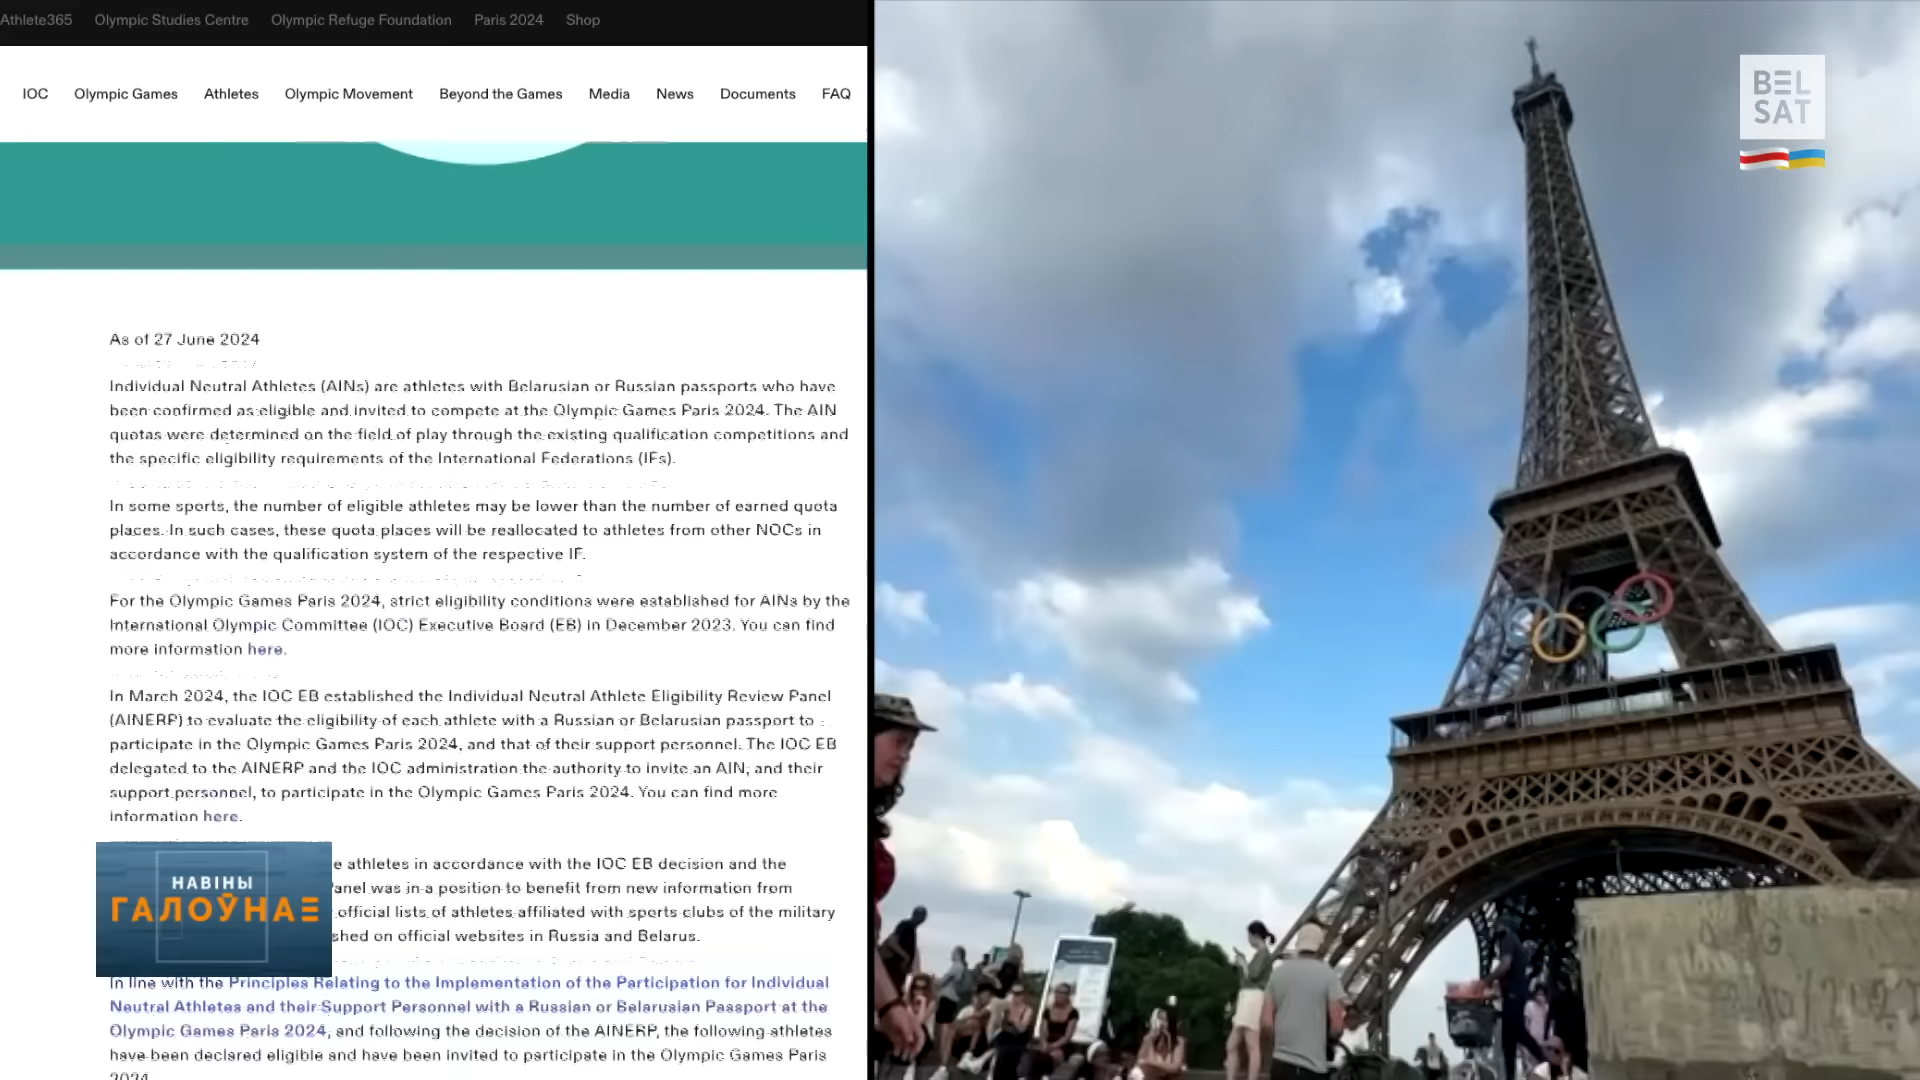 Athlete365 Olympic Studies Centre Olympic Refuge Foundation Paris 2024 Shop
IOC Olympic Games Athletes Olympic Movement Beyond the Games Media News Documents FAQ
As of 27 June 2024
Individual Neutral Athletes (AINs) are athletes with Belarusian or Russian passports who have
been confirmed as eligible and invited to compete at the Olympic Games Paris 2024. The AIN
quotas were determined on the field of play through the existing qualification competitions and
the specific eligibility requirements of the International Federations (IFs).
In some sports, the number of eligible athletes may be lower than the number of earned quota
places. In such cases, these quota places will be reallocated to athletes from other NOCs in
accordance with the qualification system of the respective IF.
For the Olympic Games Paris 2024, strict eligibility conditions were established for AINs by the
International Olympic Committee (IOC) Executive Board (EB) in December 2023. You can find
more information here.
In March 2024, the IOC EB established the Individual Neutral Athlete Eligibility Review Panel
(AINERP) to evaluate the eligibility of each athlete with a Russian or Belarusian passport to
participate in the Olympic Games Paris 2024, and that of their support personnel. The IOC EB
delegated to the AINERP and the IOC administration the authority to invite an AIN, and their
support personnel, to participate in the Olympic Games Paris 2024. You can find more
information here.
e athletes in accordance with the IOC EB decision and the
Panel was in a position to benefit from new information from
official lists of athletes affiliated with sports clubs of the military
shed on official websites in Russia and Belarus.
In line with the Principles Relating to the Implementation of the Participation for Individual
Neutral Athletes and their Support Personnel with a Russian or Belarusian Passport at the
Olympic Games Paris 2024, and following the decision of the AINERP, the following athletes
have been declared eligible and have been invited to participate in the Olympic Games Paris
2024
НАВІНЫ
ГАЛОЎНАЕ
BEL
SAT